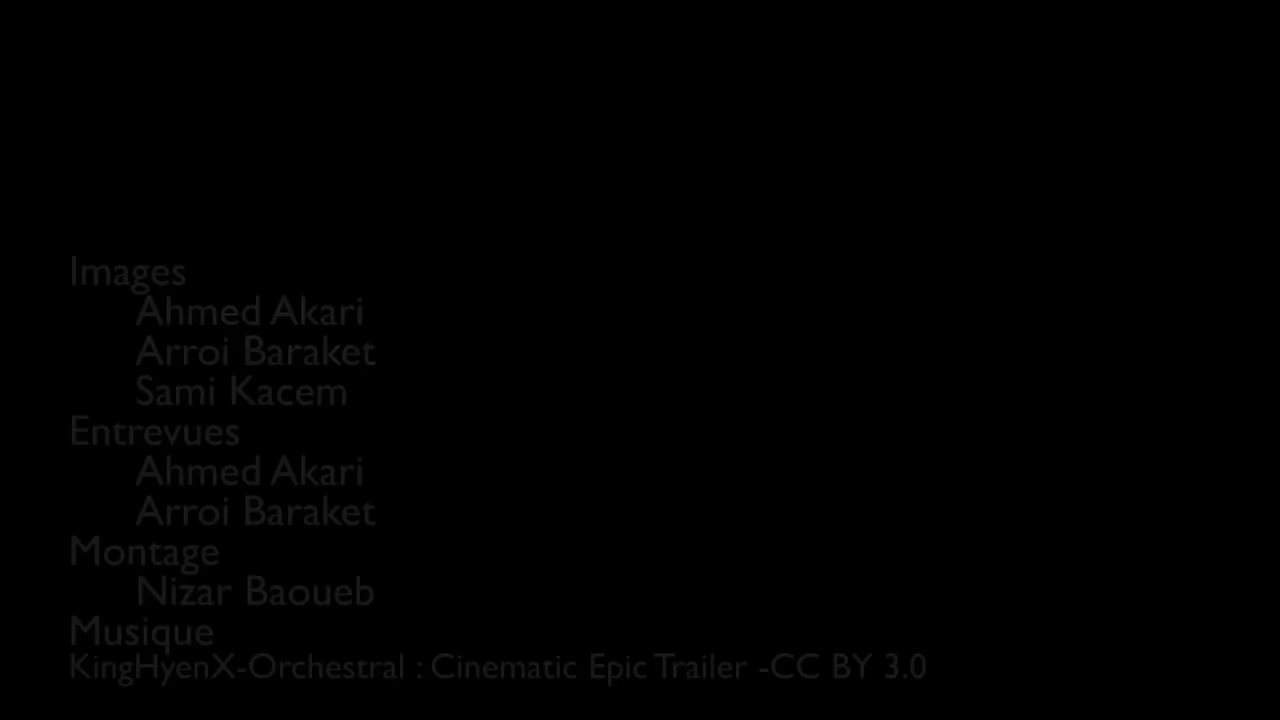 Images
Ahmed Akari
Arroi Baraket
Sami Kacem
Entrevues
Ahmed Akari
Arroi Baraket
Montage
Nizar Baoueb
Musique
KingHyenX-Orchestral : Cinematic Epic Trailer -CC BY 3.0